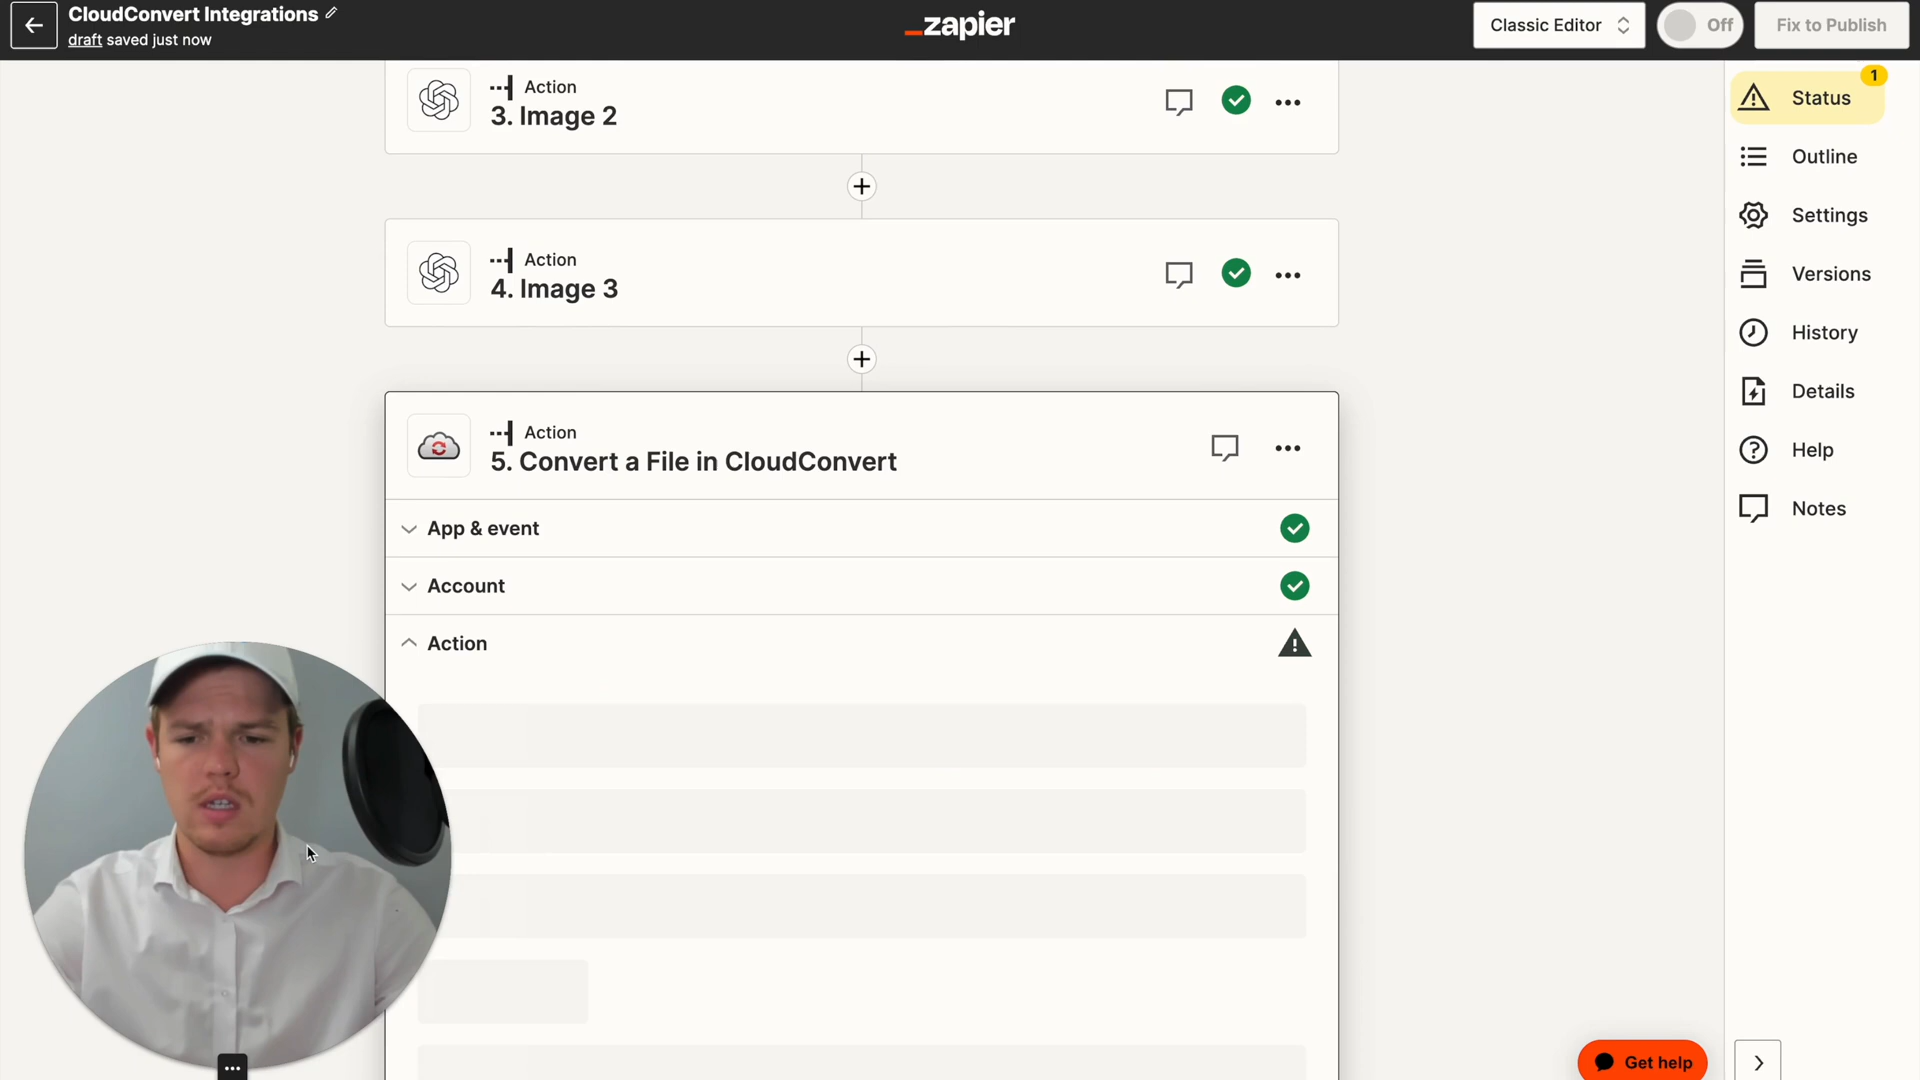 CloudConvert Integrations
draft saved just now
zapier
Classic Editor
Off
Fix to Publish
Action
3. Image 2
Action
4. Image 3
Action
5. Convert a File in CloudConvert
App & event
Account
Action
1
Status
Outline
Settings
Versions
History
Details
Help
Notes
Get help